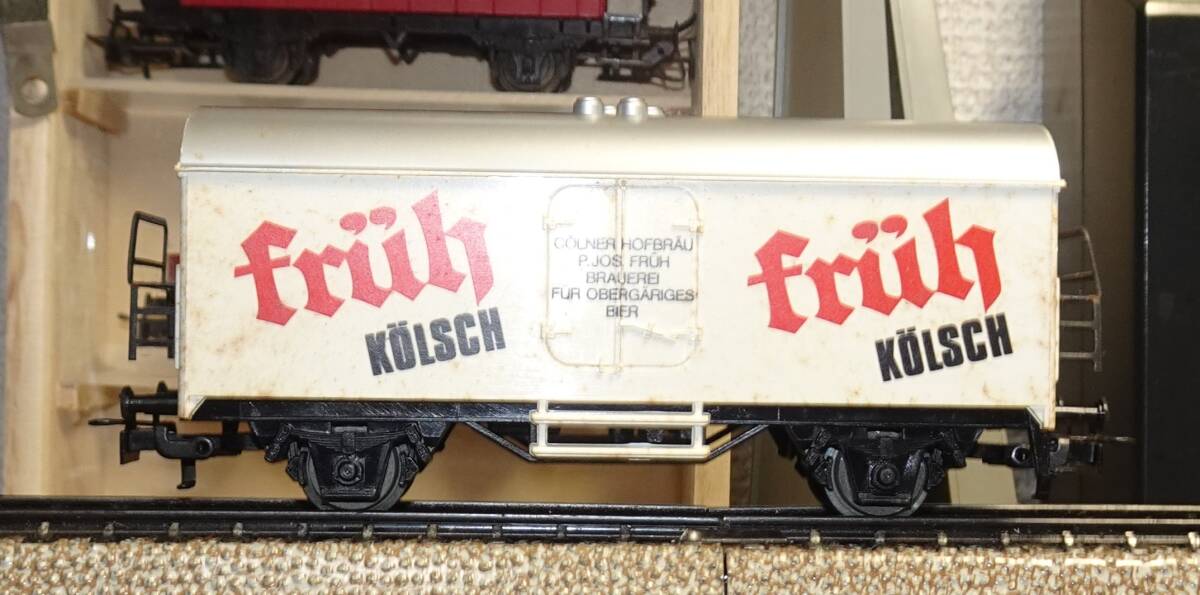 früh
KÖLSCH
CÖLNER HOFBRÄU
P. JOS. FRÜH
BRAUEREI
FÜR OBERGÄRIGES
BIER
früh
KÖLSCH